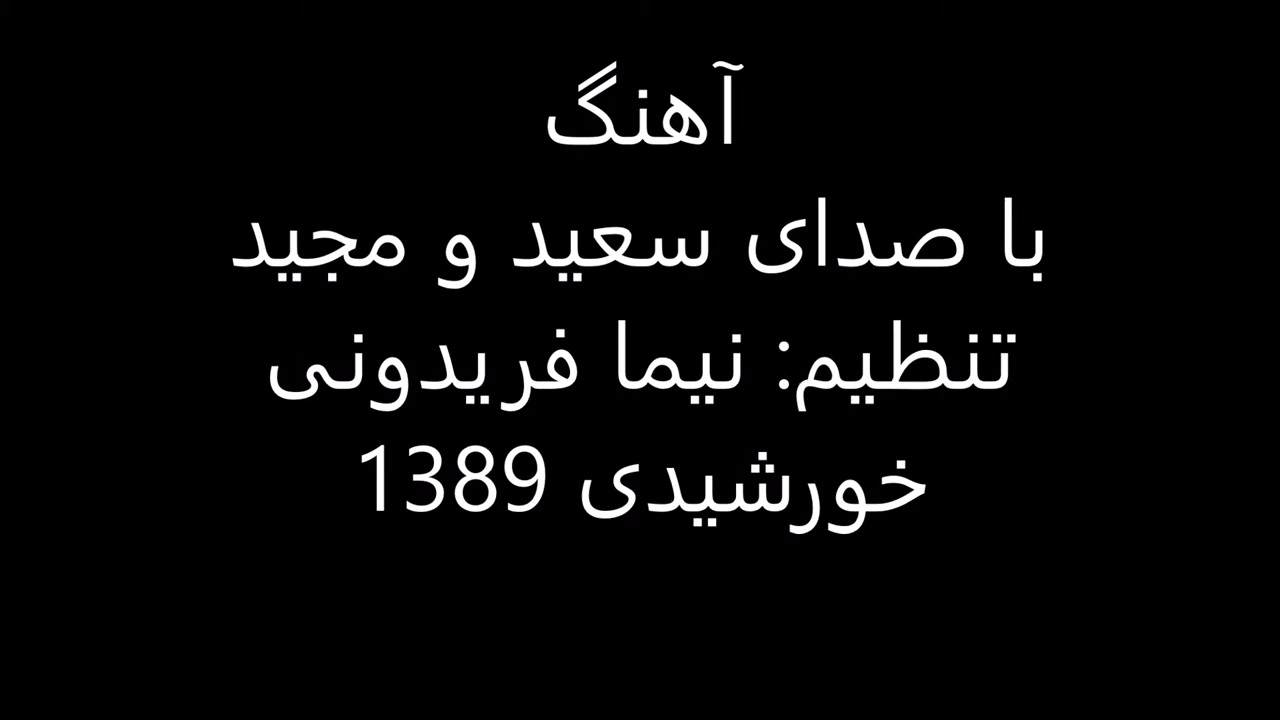 آهنگ
با صدای سعید و مجید
تنظیم: نیما فریدونی
خورشیدی 1389